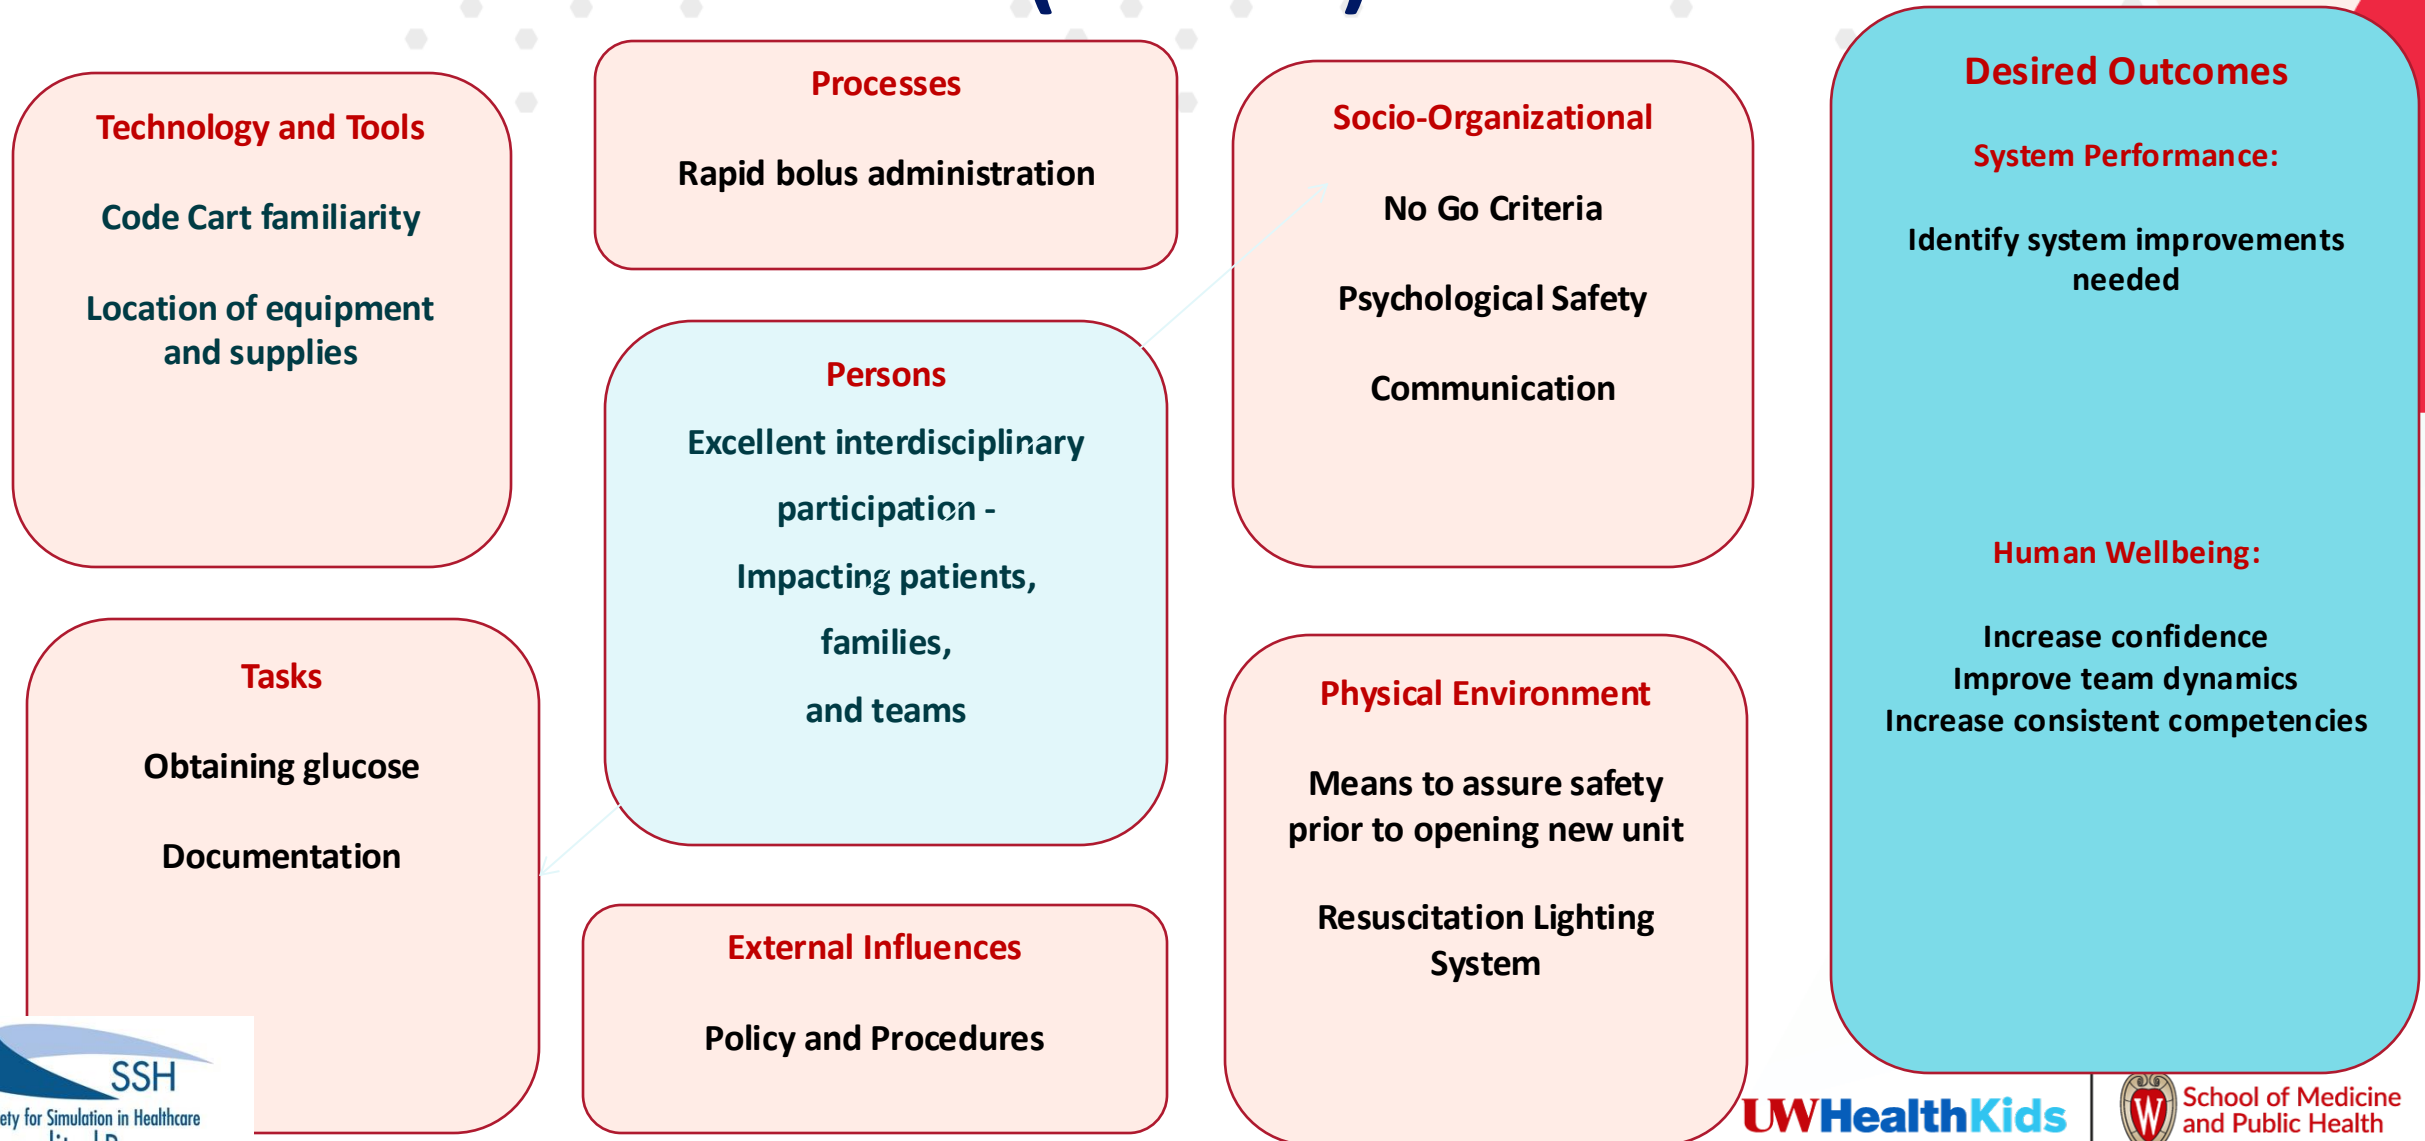 Technology and Tools
Code Cart familiarity
Location of equipment
and supplies
Processes
Rapid bolus administration
Socio-Organizational
No Go Criteria
Psychological Safety
Communication
Desired Outcomes
System Performance:
Identify system improvements
needed
Human Wellbeing:
Increase confidence
Improve team dynamics
Increase consistent competencies
Persons
Excellent interdisciplinary
participation -
Impacting patients,
families,
and teams
Tasks
Obtaining glucose
Documentation
External Influences
Policy and Procedures
Physical Environment
Means to assure safety
prior to opening new unit
Resuscitation Lighting
System
SSH
for Simulation in Healthcare
UWHealthKids
W
School of Medicine
and Public Health